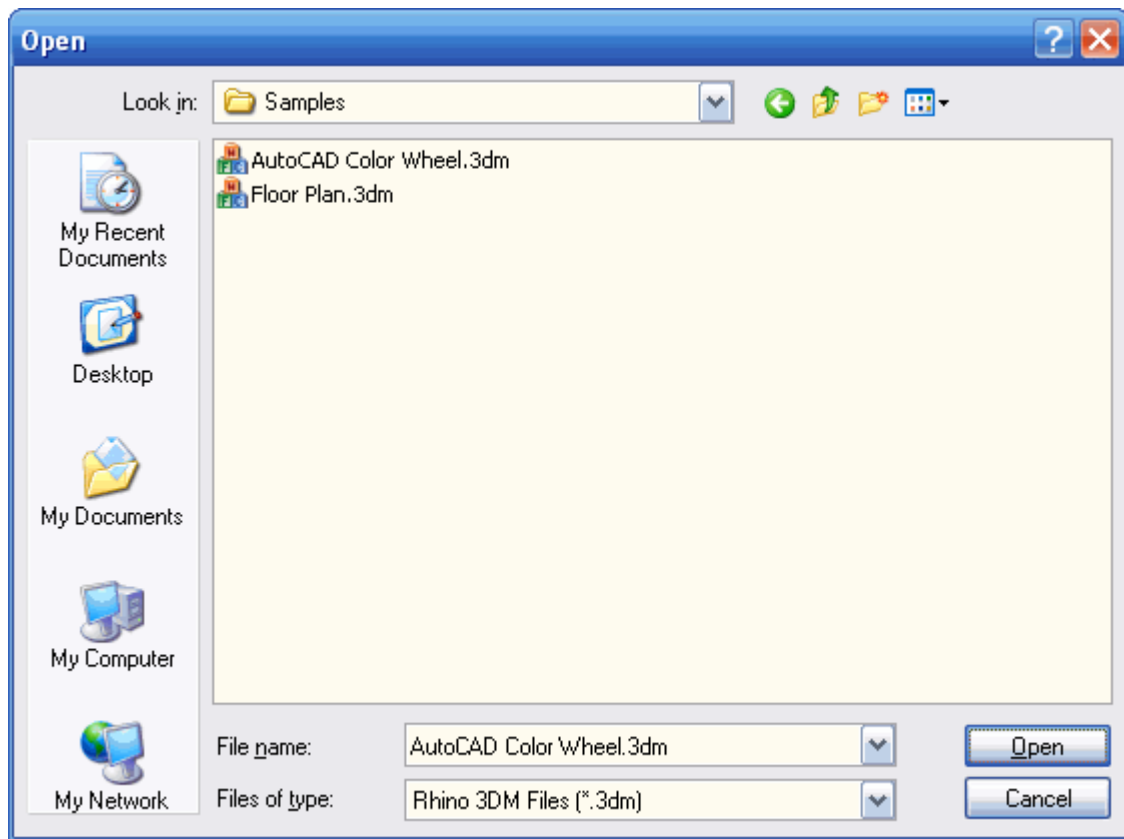 Open
Look in:
Samples
AutoCAD Color Wheel.3dm
Floor Plan.3dm
My Recent
Documents
Desktop
My Documents
My Computer
My Network
File name:
AutoCAD Color Wheel.3dm
Open
Files of type:
Rhino 3DM Files (*.3dm)
Cancel